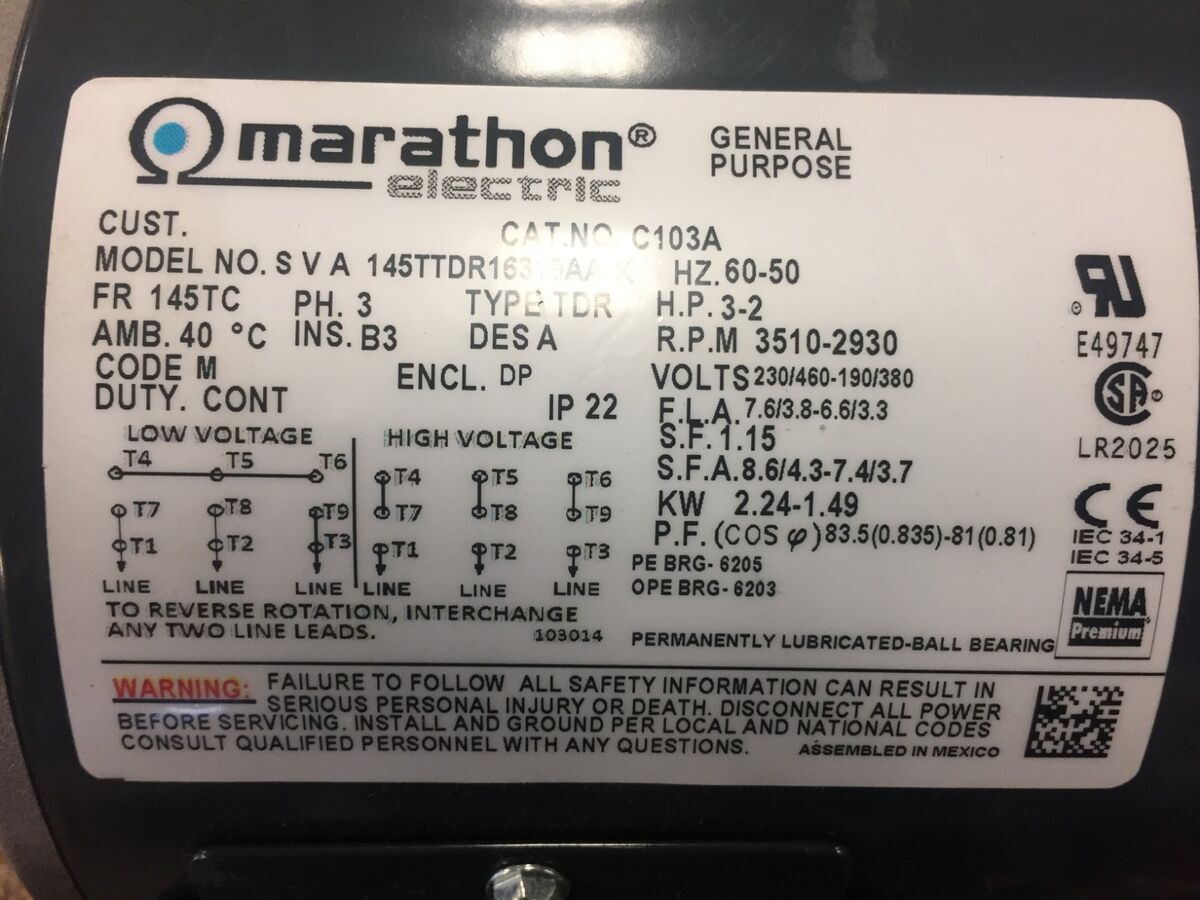 marathon®
electric
GENERAL
PURPOSE
CUST.
CAT.NO. C103A
MODEL NO. S V A HZ. 60-50
FR 145TC PH. 3 TYPE TDR H.P. 3-2
AMB. 40 °C INS. B3 DES A R.P.M 3510-2930
CODE M ENCL. DP VOLTS 230/460-190/380
DUTY. CONT IP 22 F.L.A. 7.6/3.8-6.6/3.3
S.F. 1.15
S.F.A. 8.6/4.3-7.4/3.7
KW 2.24-1.49
P.F. (COS φ) 83.5(0.835)-81(0.81)
PE BRG- 6205
OPE BRG- 6203
LOW VOLTAGE HIGH VOLTAGE
T4 T5 T6 T4 T5 T6
T7 T8 T9 T7 T8 T9
T1 T2 T3 T1 T2 T3
LINE LINE LINE LINE LINE LINE
TO REVERSE ROTATION, INTERCHANGE
ANY TWO LINE LEADS. 103014
PERMANENTLY LUBRICATED-BALL BEARING
RU
E49747
SA
LR2025
CE
IEC 34-1
IEC 34-5
NEMA
Premium
WARNING: FAILURE TO FOLLOW ALL SAFETY INFORMATION CAN RESULT IN
SERIOUS PERSONAL INJURY OR DEATH. DISCONNECT ALL POWER
BEFORE SERVICING. INSTALL AND GROUND PER LOCAL AND NATIONAL CODES
CONSULT QUALIFIED PERSONNEL WITH ANY QUESTIONS. ASSEMBLED IN MEXICO